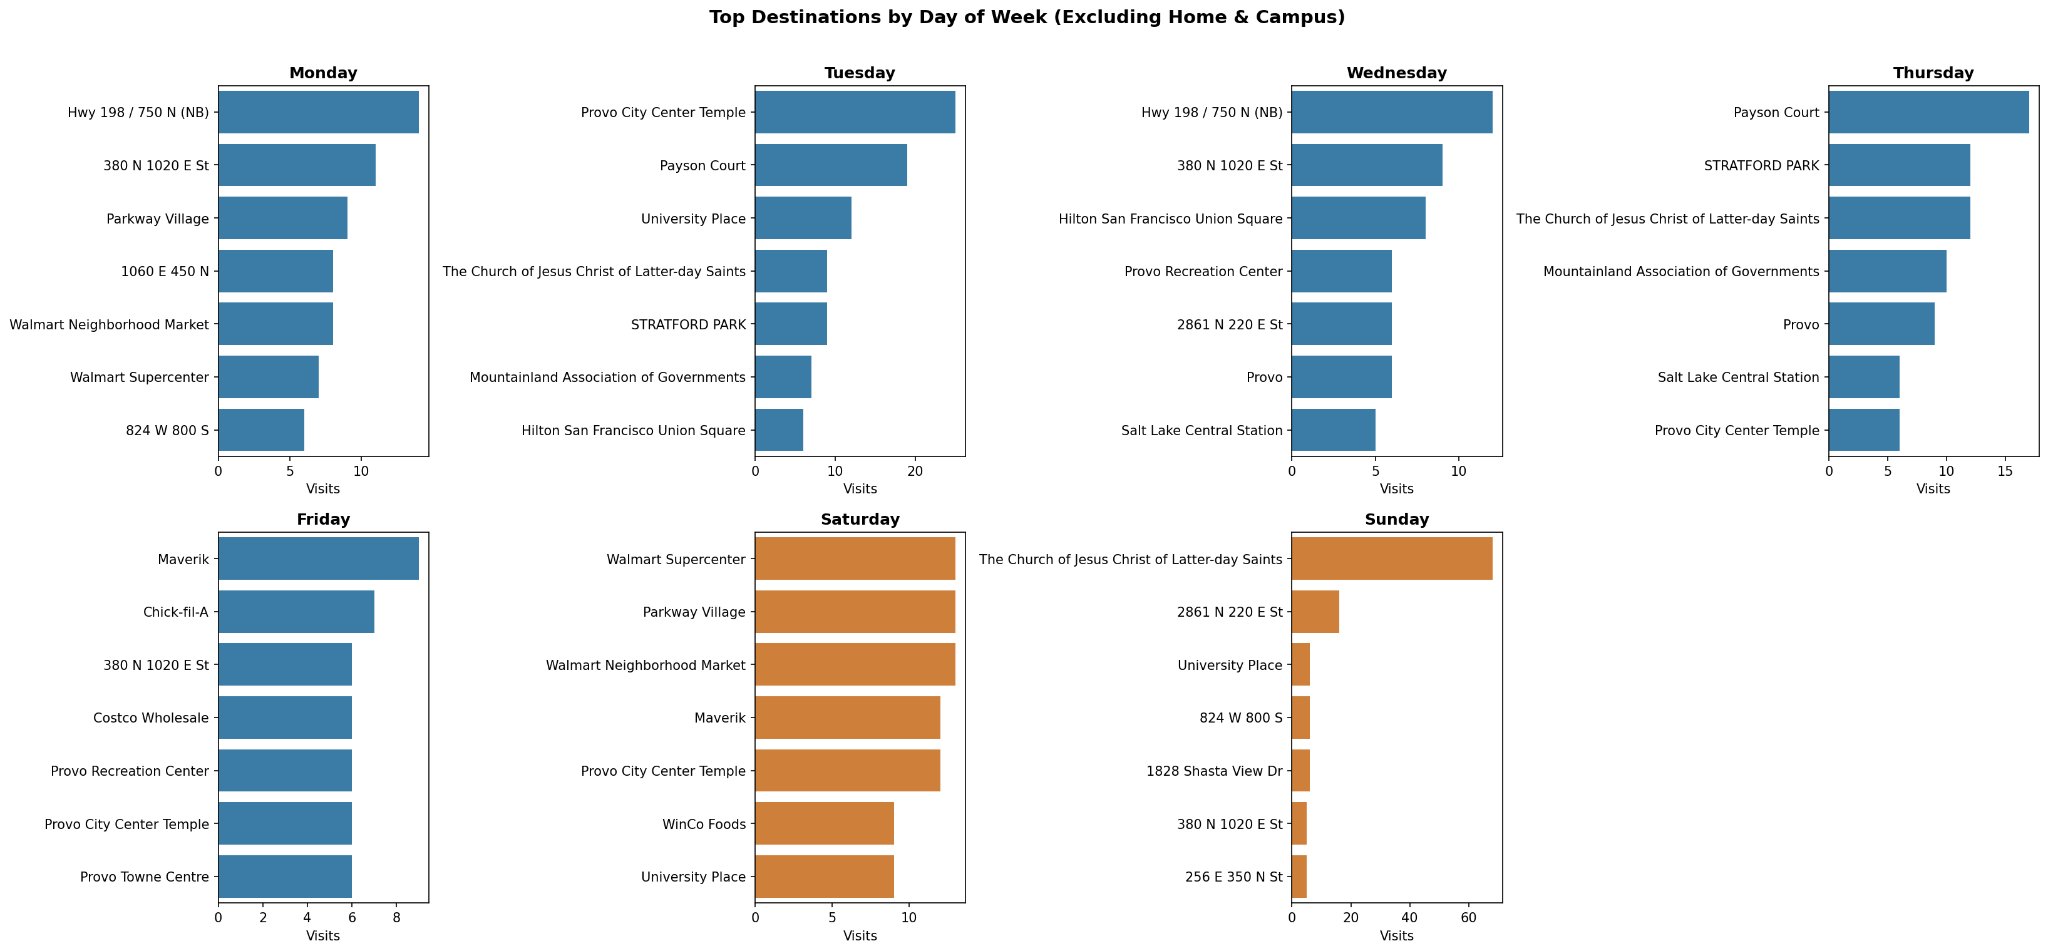 Top Destinations by Day of Week (Excluding Home & Campus)
Monday
Hwy 198 / 750 N (NB)
380 N 1020 E St
Parkway Village
1060 E 450 N
Walmart Neighborhood Market
Walmart Supercenter
824 W 800 S
0 5 10
Visits
Tuesday
Provo City Center Temple
Payson Court
University Place
The Church of Jesus Christ of Latter-day Saints
STRATFORD PARK
Mountainland Association of Governments
Hilton San Francisco Union Square
0 10 20
Visits
Wednesday
Hwy 198 / 750 N (NB)
380 N 1020 E St
Hilton San Francisco Union Square
Provo Recreation Center
2861 N 220 E St
Provo
Salt Lake Central Station
0 5 10
Visits
Thursday
Payson Court
STRATFORD PARK
The Church of Jesus Christ of Latter-day Saints
Mountainland Association of Governments
Provo
Salt Lake Central Station
Provo City Center Temple
0 5 10 15
Visits
Friday
Maverik
Chick-fil-A
380 N 1020 E St
Costco Wholesale
Provo Recreation Center
Provo City Center Temple
Provo Towne Centre
0 2 4 6 8
Visits
Saturday
Walmart Supercenter
Parkway Village
Walmart Neighborhood Market
Maverik
Provo City Center Temple
WinCo Foods
University Place
0 5 10
Visits
Sunday
The Church of Jesus Christ of Latter-day Saints
2861 N 220 E St
University Place
824 W 800 S
1828 Shasta View Dr
380 N 1020 E St
256 E 350 N St
0 20 40 60
Visits